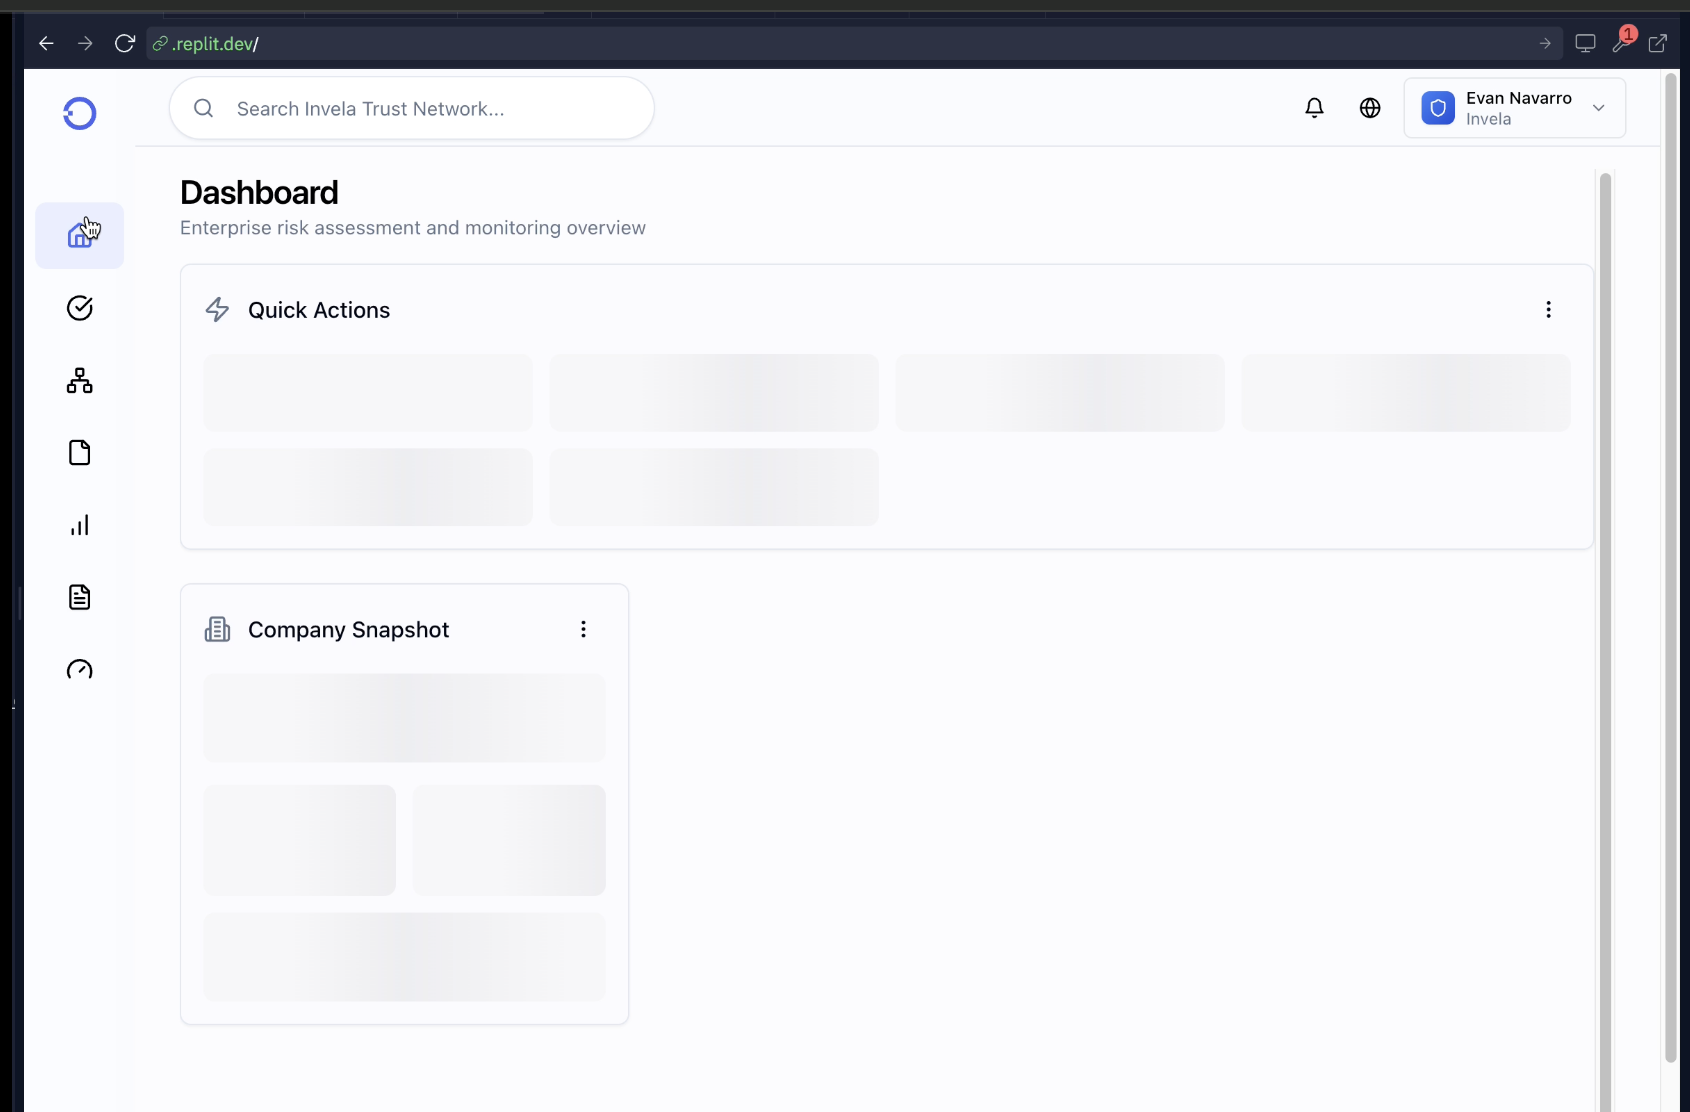 .replit.dev/
1
Search Invela Trust Network...
Evan Navarro
Invela
Dashboard
Enterprise risk assessment and monitoring overview
Quick Actions
Company Snapshot